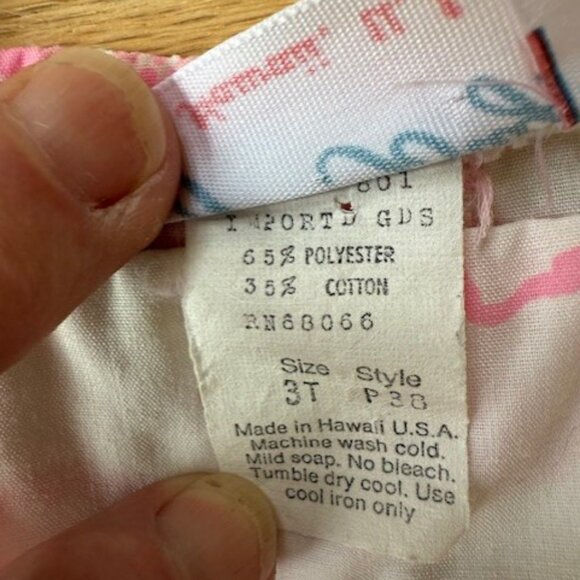 801
IMPORTD GDS
65% POLYESTER
35% COTTON
RN68066
Size Style
3T P38
Made in Hawaii U.S.A.
Machine wash cold.
Mild soap. No bleach.
Tumble dry cool. Use
cool iron only